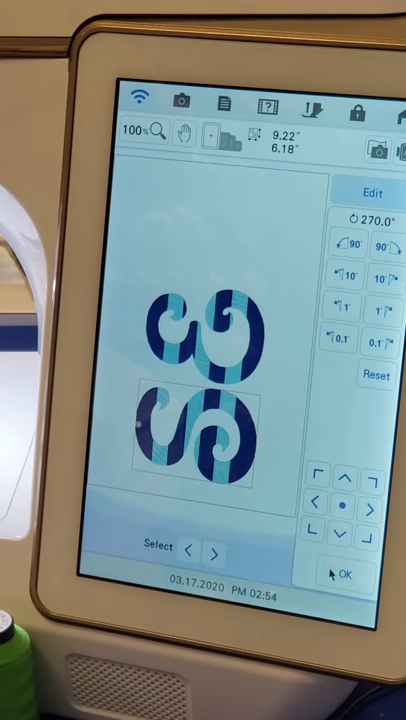 100% 9.22"
6.18"
Edit
270.0°
90° 90°
10° 10°
1° 1°
0.1° 0.1°
Reset
Select
OK
03.17.2020 PM 02:54